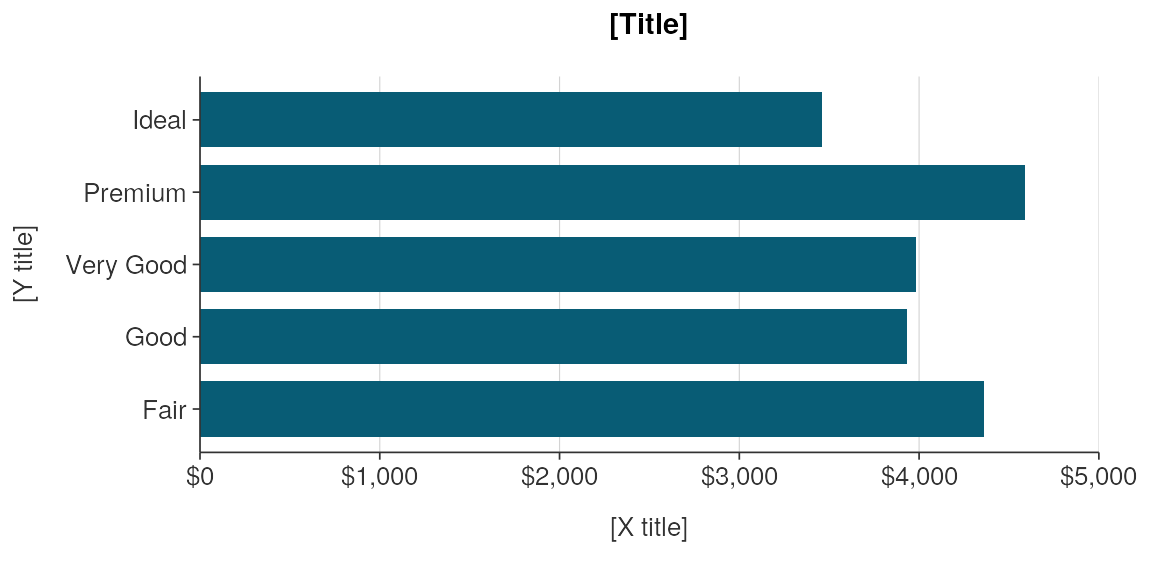 [Title]
[Y title]
Ideal
Premium
Very Good
Good
Fair
$0 $1,000 $2,000 $3,000 $4,000 $5,000
[X title]